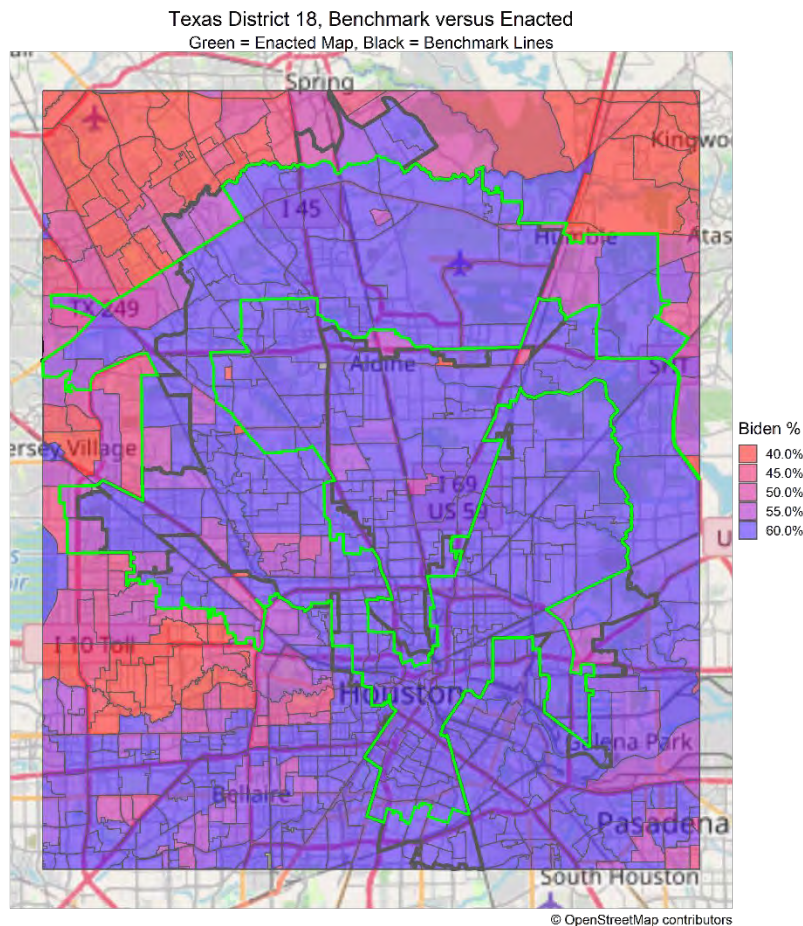 Texas District 18, Benchmark versus Enacted
Green = Enacted Map, Black = Benchmark Lines
Spring
Kingwo
I 45
Humble
Atas
TX 249
Aldine
ersey Village
I 69
US 59
I 10 Toll
Houston
Galena Park
Bellaire
Pasadena
South Houston
Biden %
40.0%
45.0%
50.0%
55.0%
60.0%
© OpenStreetMap contributors